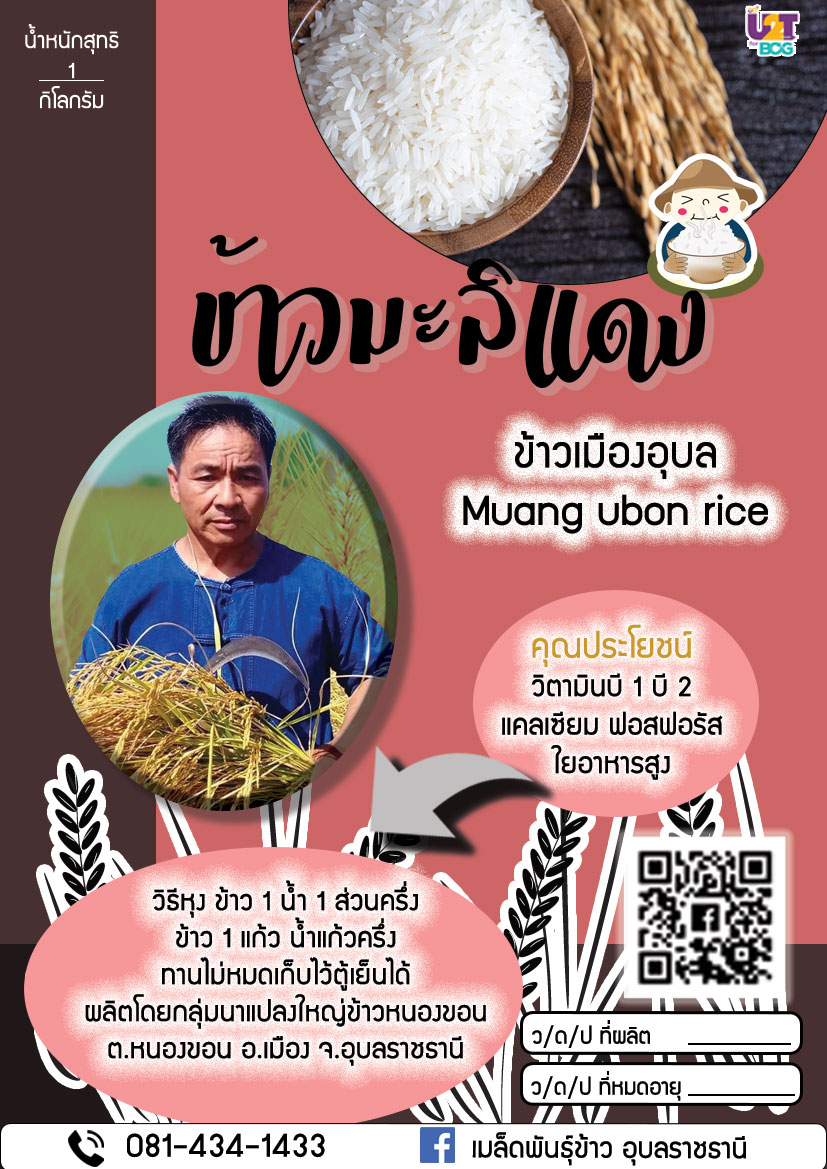 น้ำหนักสุทธิ
1
กิโลกรัม
U2T
BCG
ข้าวมะลิแดง
ข้าวเมืองอุบล
Muang ubon rice
คุณประโยชน์
วิตามินบี 1 บี 2
แคลเซียม ฟอสฟอรัส
ใยอาหารสูง
วิธีหุง ข้าว 1 น้ำ 1 ส่วนครึ่ง
ข้าว 1 แก้ว น้ำแก้วครึ่ง
ทานไม่หมดเก็บไว้ตู้เย็นได้
ผลิตโดยกลุ่มนาแปลงใหญ่ข้าวหนองขอน
ต.หนองขอน อ.เมือง จ.อุบลราชธานี
ว/ด/ป ที่ผลิต
ว/ด/ป ที่หมดอายุ
081-434-1433
เมล็ดพันธุ์ข้าว อุบลราชธานี